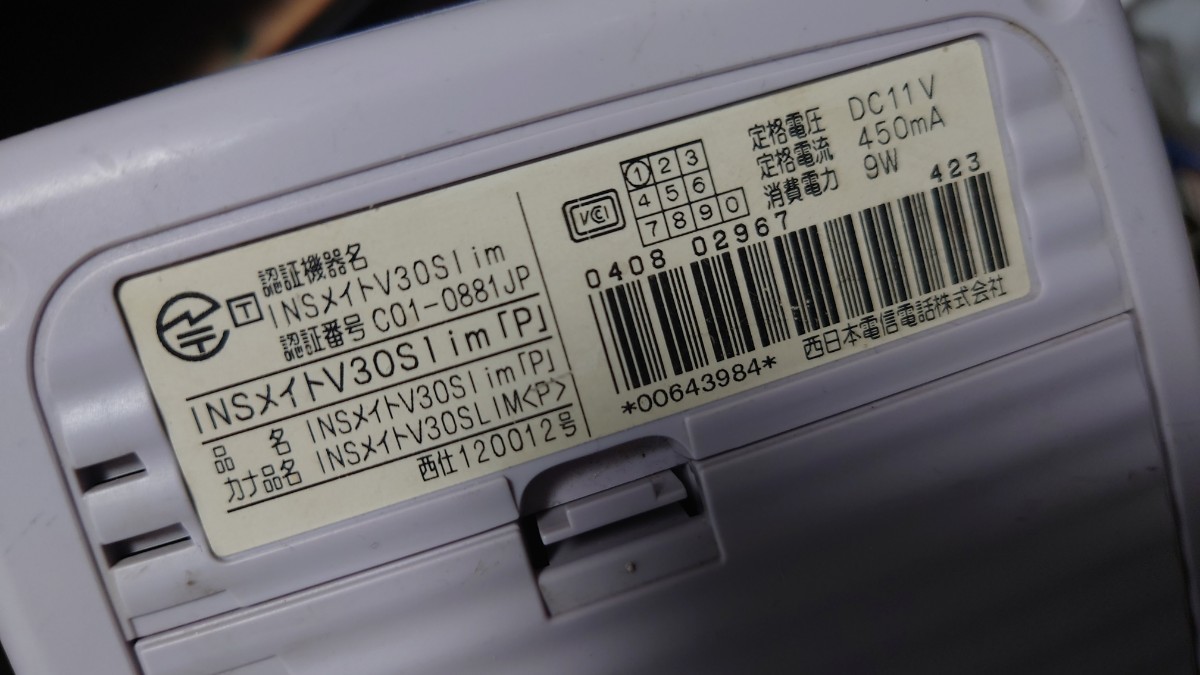 認証機器名
INSメイトV30Slim
認証番号 C01-0881JP
INSメイトV30Slim「P」
品名 INSメイトV30Slim「P」
カナ品名 INSメイトV30SLIM<P>
西仕120012号
VCCI
1 2 3
4 5 6
7 8 9 0
定格電圧 DC11V
定格電流 450mA
消費電力 9W
0408 02967 423
*00643984*
西日本電信電話株式会社